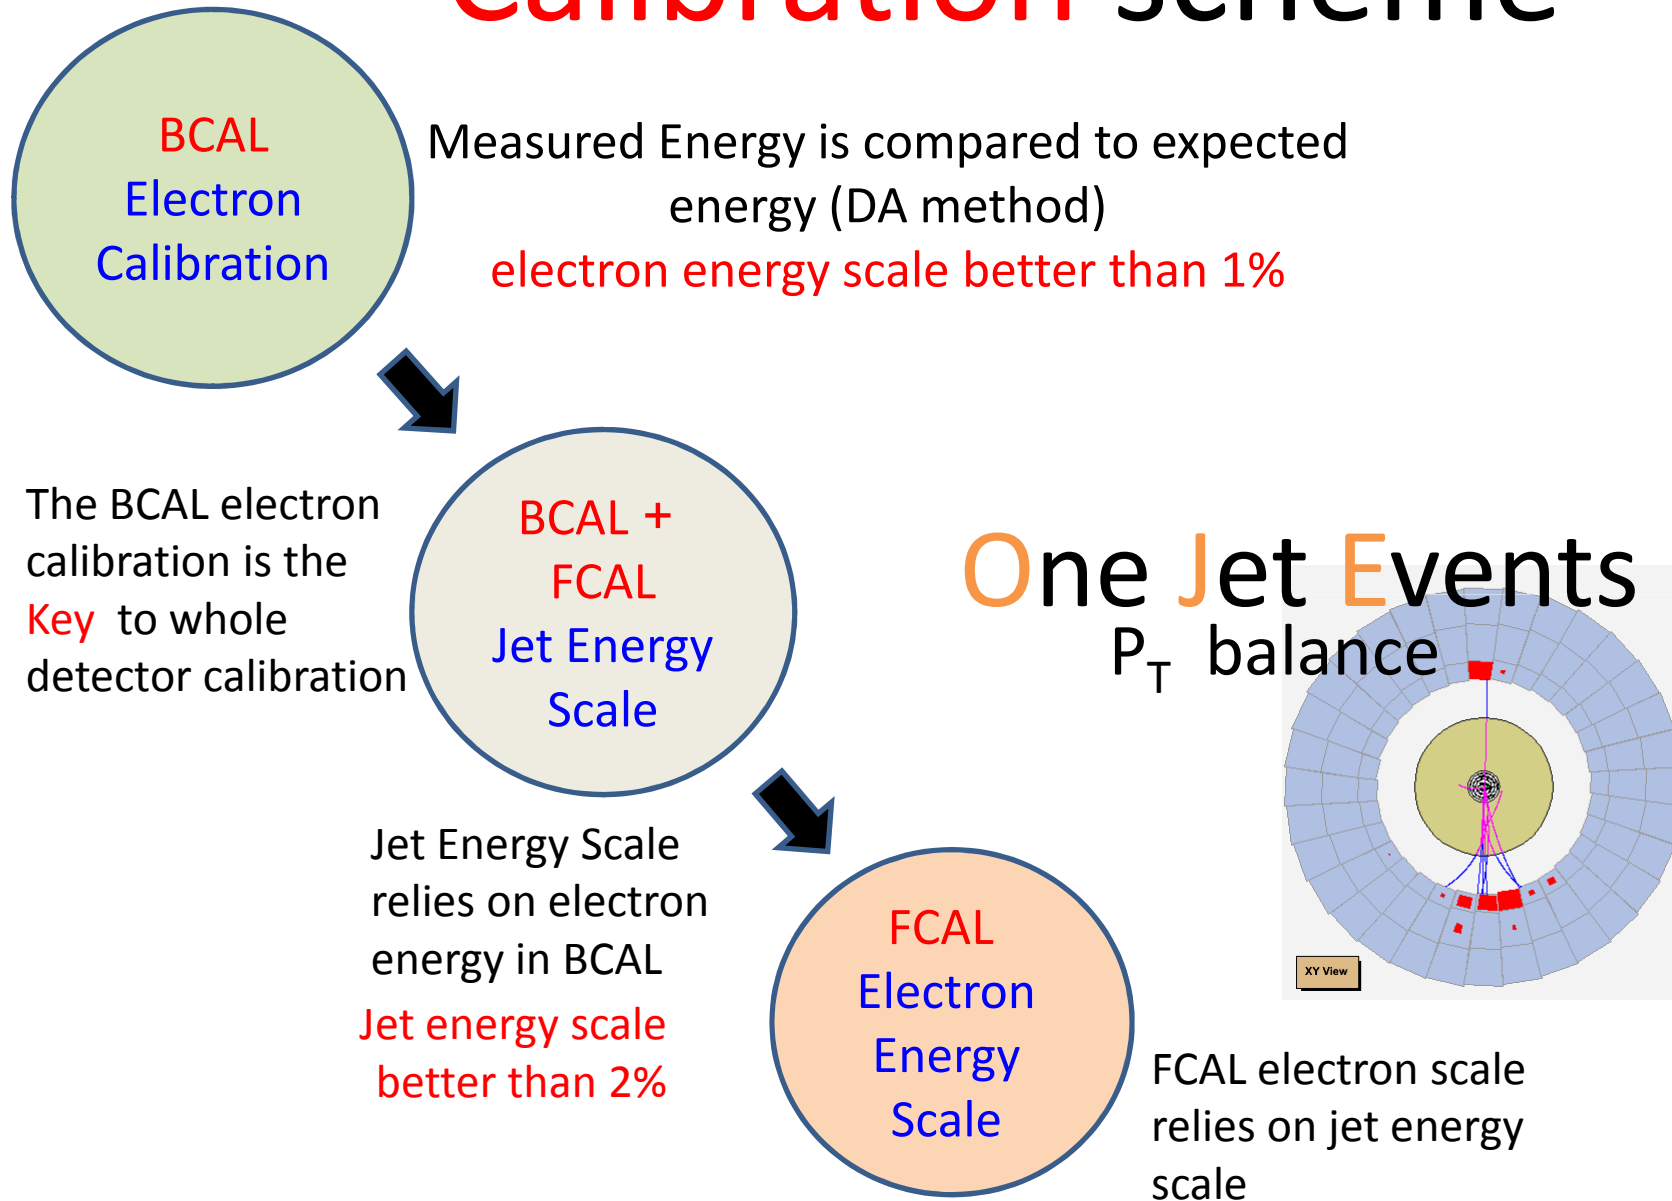 Calibration scheme
BCAL
Electron
Calibration
Measured Energy is compared to expected
energy (DA method)
electron energy scale better than 1%
The BCAL electron
calibration is the
Key to whole
detector calibration
BCAL +
FCAL
Jet Energy
Scale
One Jet Events
PT balance
XY View
Jet Energy Scale
relies on electron
energy in BCAL
Jet energy scale
better than 2%
FCAL
Electron
Energy
Scale
FCAL electron scale
relies on jet energy
scale